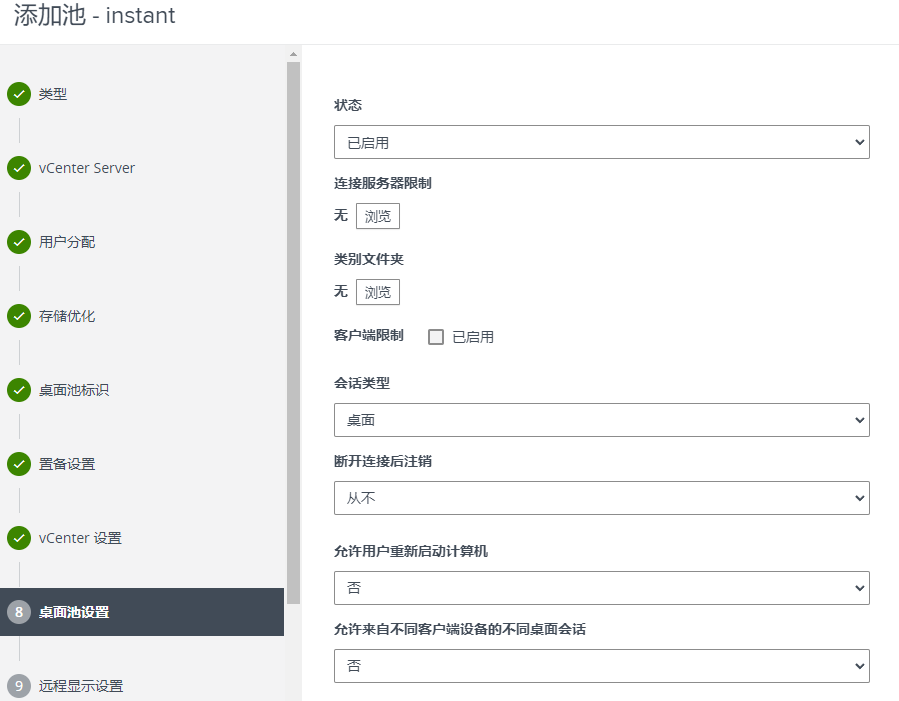 添加池 - instant
类型
vCenter Server
用户分配
存储优化
桌面池标识
置备设置
vCenter 设置
8 桌面池设置
9 远程显示设置
状态
已启用
连接服务器限制
无 浏览
类别文件夹
无 浏览
客户端限制 已启用
会话类型
桌面
断开连接后注销
从不
允许用户重新启动计算机
否
允许来自不同客户端设备的不同桌面会话
否